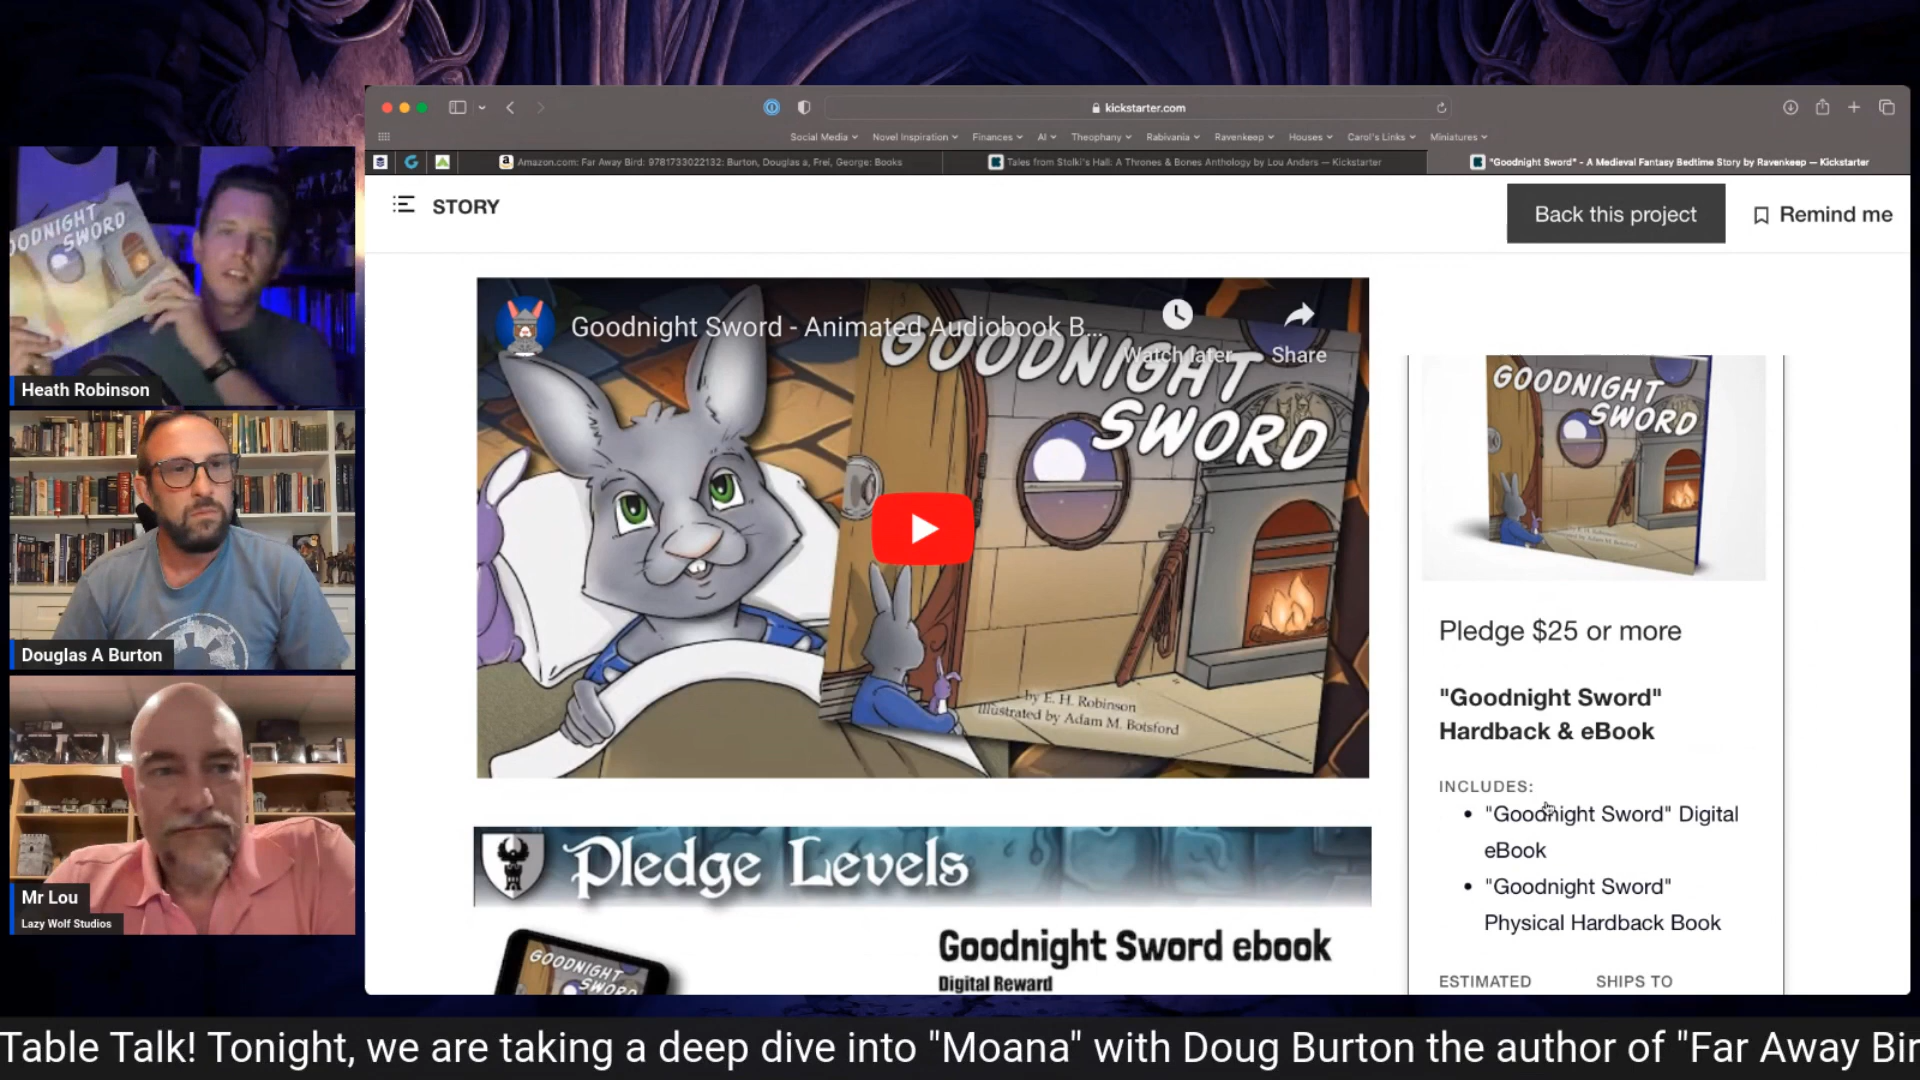 kickstarter.com
Social Media
Novel Inspiration
Finances
AI
Theophany
Rabivania
Ravenkeep
Houses
Carol's Links
Miniatures
Amazon.com: Far Away Bird: 9781733022132: Burton, Douglas a, Frei, George: Books
Tales from Stolki's Hall: A Thrones & Bones Anthology by Lou Anders — Kickstarter
"Goodnight Sword" - A Medieval Fantasy Bedtime Story by Ravenkeep — Kickstarter
STORY
Back this project
Remind me
OODNIGHT
SWORD
Heath Robinson
Douglas A Burton
Mr Lou
Lazy Wolf Studios
Goodnight Sword - Animated Audiobook B...
Watch later
Share
GOODNIGHT
SWORD
by E. H. Robinson
Illustrated by Adam M. Botsford
GOODNIGHT
SWORD
Pledge $25 or more
"Goodnight Sword"
Hardback & eBook
INCLUDES:
"Goodnight Sword" Digital
eBook
"Goodnight Sword"
Physical Hardback Book
ESTIMATED
SHIPS TO
Pledge Levels
GOODNIGHT
SWORD
Goodnight Sword ebook
Digital Reward
Table Talk! Tonight, we are taking a deep dive into "Moana" with Doug Burton the author of "Far Away Bir